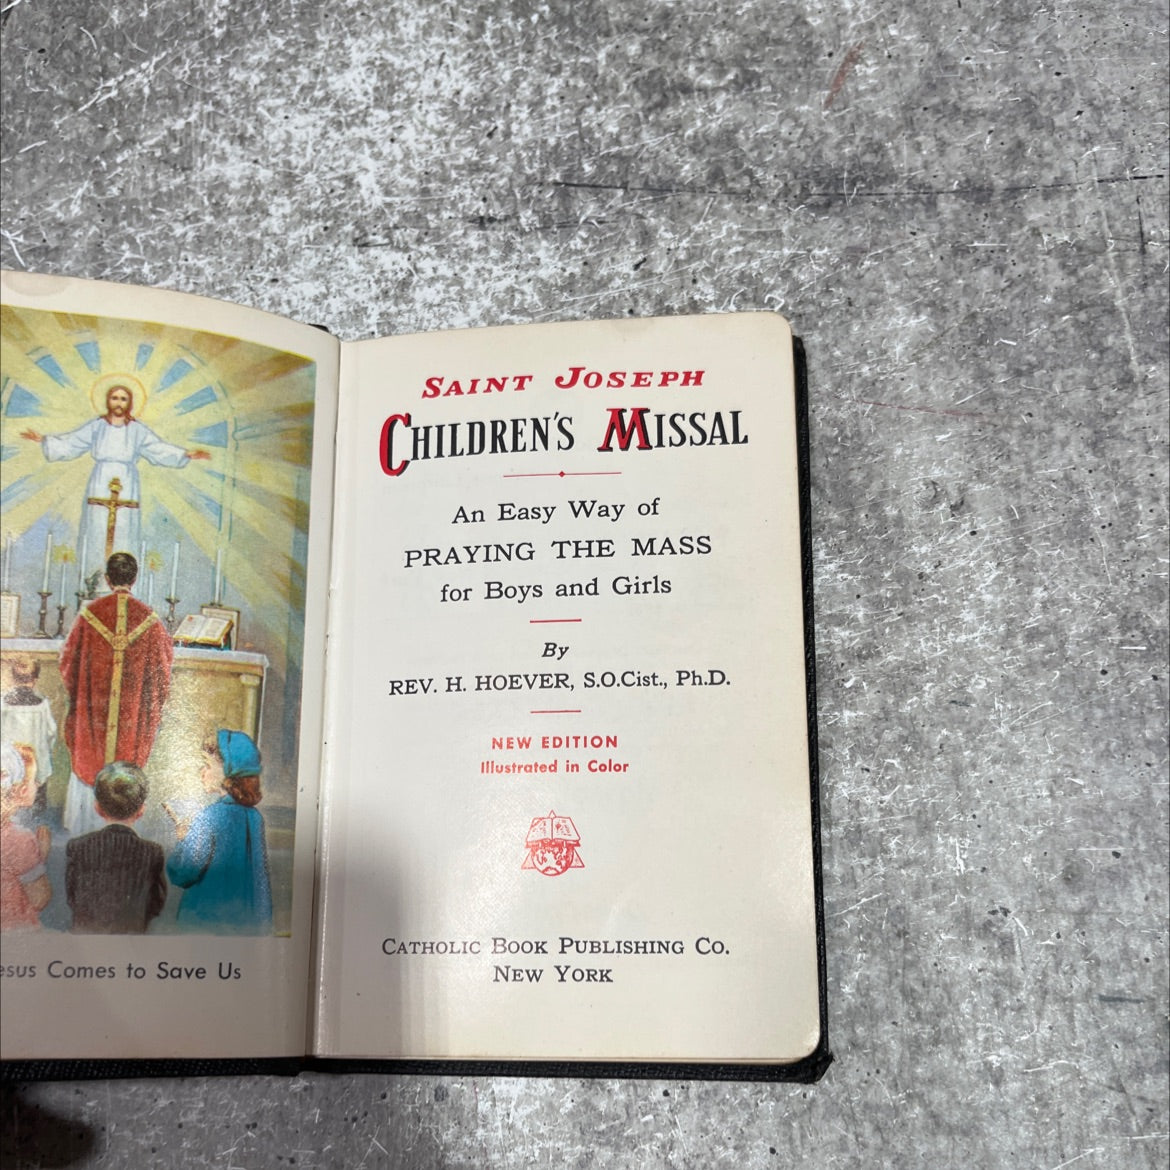 esus Comes to Save Us
SAINT JOSEPH
CHILDREN'S MISSAL
An Easy Way of
PRAYING THE MASS
for Boys and Girls
By
REV. H. HOEVER, S.O.Cist., Ph.D.
NEW EDITION
Illustrated in Color
CATHOLIC BOOK PUBLISHING CO.
NEW YORK